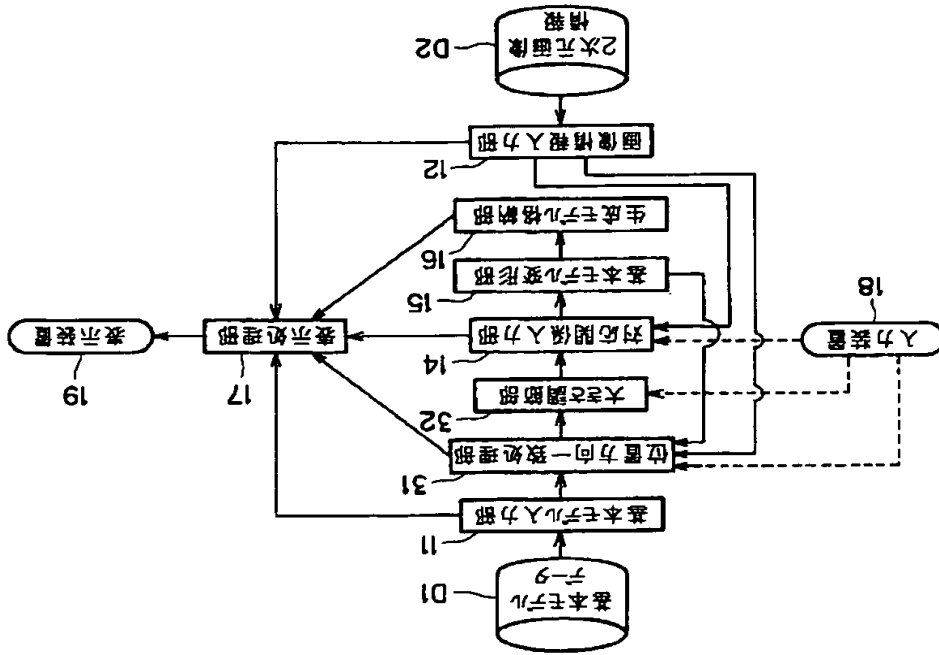 D1
基本モデル
データ
11
基本モデル入力部
31
位置方向一致処理部
32
大きさ調節部
18
入力装置
14
対応関係入力部
17
表示処理部
19
表示装置
15
基本モデル変形部
16
生成モデル格納部
12
画像情報入力部
D2
2次元画像
情報